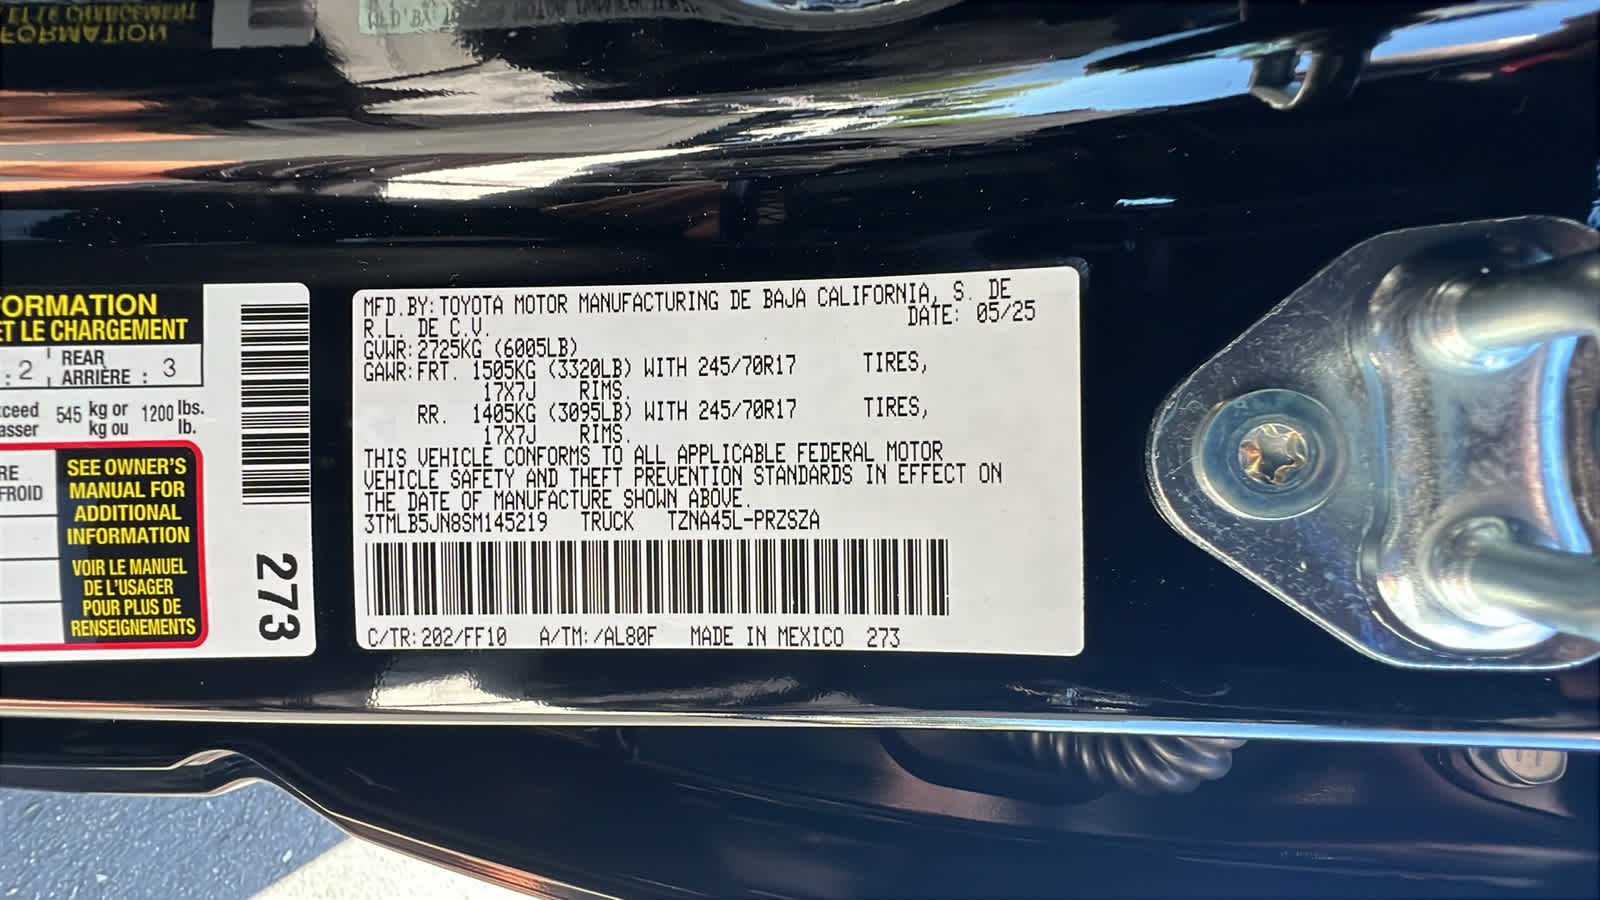 FORMATION
ET LE CHARGEMENT
: 2 REAR
ARRIÈRE : 3
xceed 545 kg or 1200 lbs.
asser kg ou lb.
RE
FROID
SEE OWNER'S
MANUAL FOR
ADDITIONAL
INFORMATION
VOIR LE MANUEL
DE L'USAGER
POUR PLUS DE
RENSEIGNEMENTS
273
MFD.BY:TOYOTA MOTOR MANUFACTURING DE BAJA CALIFORNIA, S. DE
R.L. DE C.V. DATE: 05/25
GVWR:2725KG (6005LB)
GAWR:FRT. 1505KG (3320LB) WITH 245/70R17 TIRES,
17X7J RIMS.
RR. 1405KG (3095LB) WITH 245/70R17 TIRES,
17X7J RIMS.
THIS VEHICLE CONFORMS TO ALL APPLICABLE FEDERAL MOTOR
VEHICLE SAFETY AND THEFT PREVENTION STANDARDS IN EFFECT ON
THE DATE OF MANUFACTURE SHOWN ABOVE.
3TMLB5JN8SM145219 TRUCK TZNA45L-PRZSZA
C/TR:202/FF10 A/TM:/AL80F MADE IN MEXICO 273